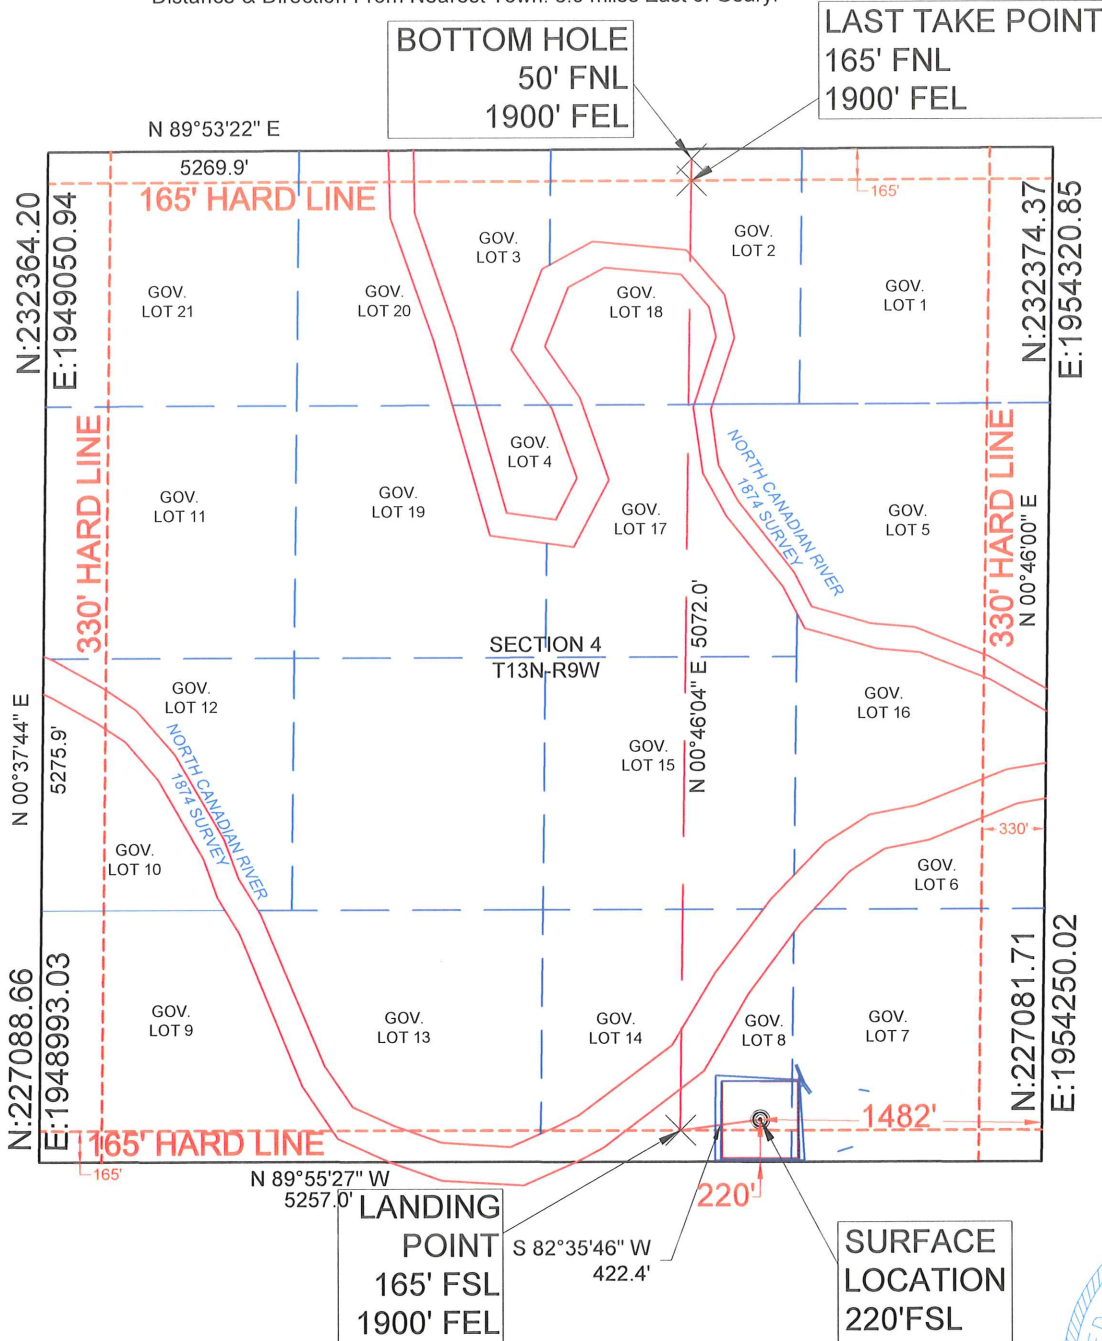 BOTTOM HOLE
50' FNL
1900' FEL
LAST TAKE POINT
165' FNL
1900' FEL
N 89°53'22" E
5269.9'
165' HARD LINE
165'
N:232364.20
E:1949050.94
N:232374.37
E:1954320.85
GOV.
LOT 3
GOV.
LOT 2
GOV.
LOT 21
GOV.
LOT 20
GOV.
LOT 18
GOV.
LOT 1
330' HARD LINE
GOV.
LOT 4
GOV.
LOT 11
GOV.
LOT 19
GOV.
LOT 17
NORTH CANADIAN RIVER
1874 SURVEY
GOV.
LOT 5
330' HARD LINE
N 00°46'00" E
SECTION 4
T13N-R9W
N 00°46'04" E 5072.0'
N 00°37'44" E
5275.9'
GOV.
LOT 12
NORTH CANADIAN RIVER
1874 SURVEY
GOV.
LOT 15
GOV.
LOT 16
330'
GOV.
LOT 10
GOV.
LOT 6
N:227088.66
E:1948993.03
GOV.
LOT 9
GOV.
LOT 13
GOV.
LOT 14
GOV.
LOT 8
GOV.
LOT 7
N:227081.71
E:1954250.02
1482'
165' HARD LINE
165'
N 89°55'27" W
5257.0'
220'
LANDING
POINT
165' FSL
1900' FEL
S 82°35'46" W
422.4'
SURFACE
LOCATION
220'FSL